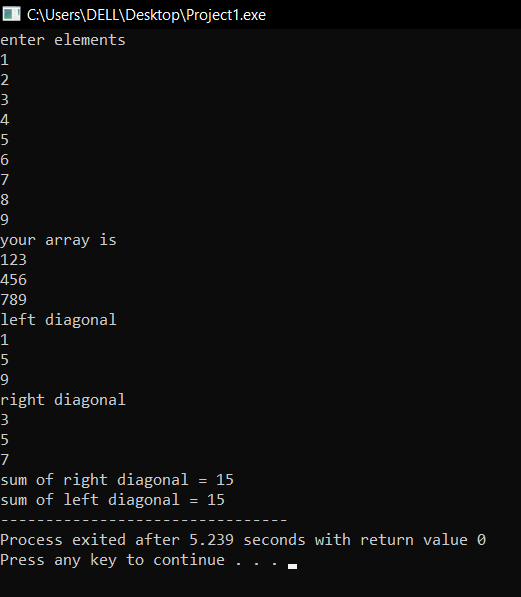 C:\Users\DELL\Desktop\Project1.exe
enter elements
1
2
3
4
5
6
7
8
9
your array is
123
456
789
left diagonal
1
5
9
right diagonal
3
5
7
sum of right diagonal = 15
sum of left diagonal = 15
--------------------------------
Process exited after 5.239 seconds with return value 0
Press any key to continue . . .